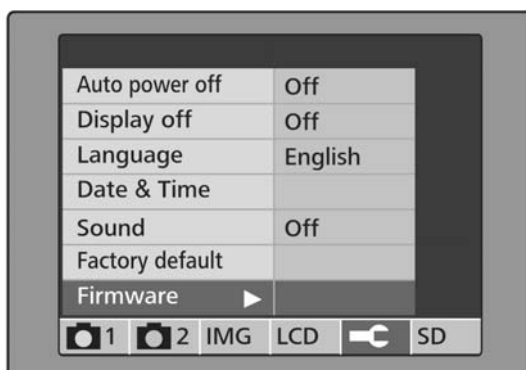 Auto power off Off
Display off Off
Language English
Date & Time
Sound Off
Factory default
Firmware
1 2 IMG LCD SD